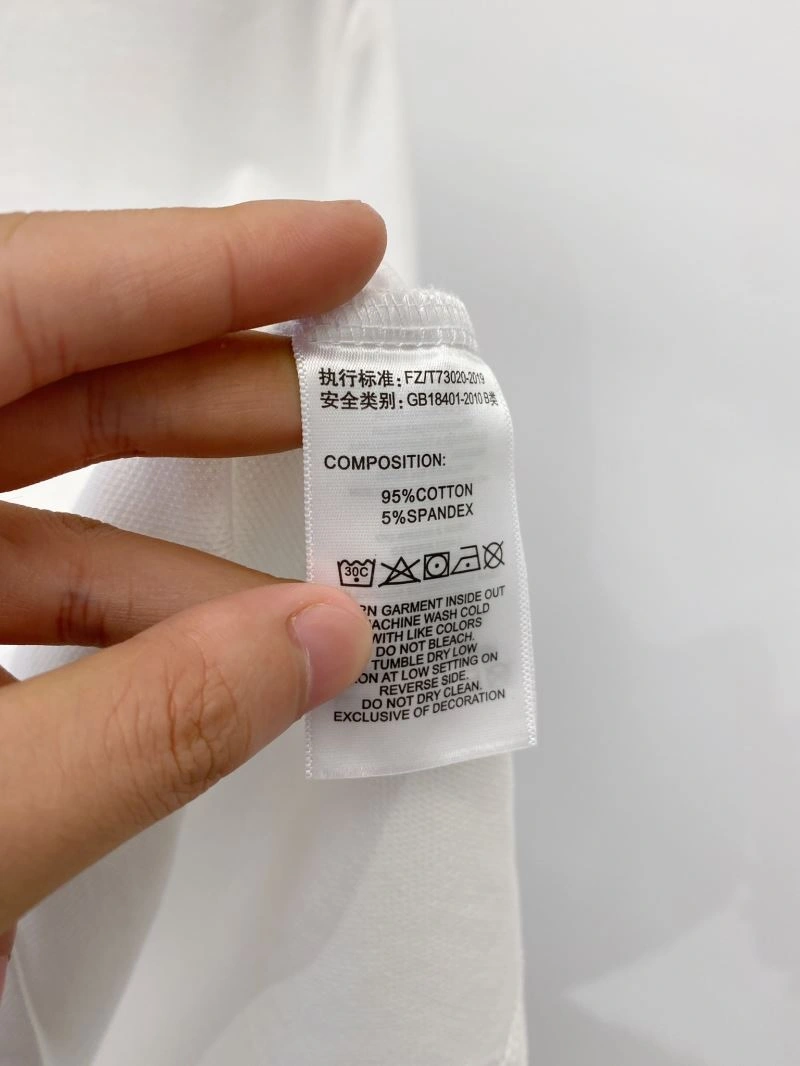 执行标准:FZ/T73020-2019
安全类别:GB18401-2010 B类
COMPOSITION:
95%COTTON
5%SPANDEX
30C
GARMENT INSIDE OUT
WASH COLD
WITH LIKE COLORS
DO NOT BLEACH.
TUMBLE DRY LOW
AT LOW SETTING ON
REVERSE SIDE.
DO NOT DRY CLEAN.
EXCLUSIVE OF DECORATION